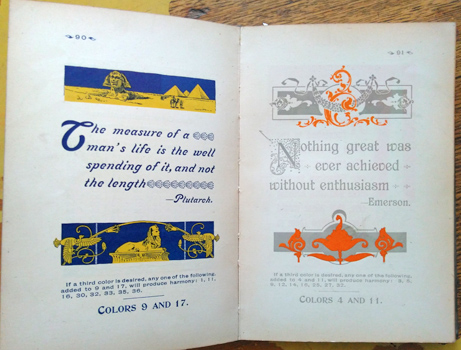 90
The measure of a
man's life is the well
spending of it, and not
the length
—Plutarch.
If a third color is desired, any one of the following,
added to 9 and 17, will produce harmony: 1, 11,
16, 30, 32, 33, 35, 36.
COLORS 9 AND 17.
91
Nothing great was
ever achieved
without enthusiasm
—Emerson.
If a third color is desired, any one of the following,
added to 4 and 11, will produce harmony:
COLORS 4 AND 11.